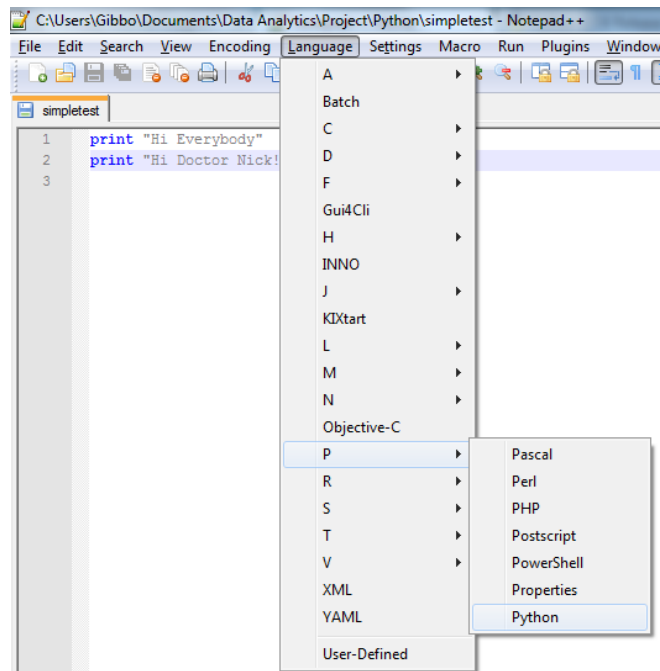 C:\Users\Gibbo\Documents\Data Analytics\Project\Python\simpletest - Notepad++
File Edit Search View Encoding Language Settings Macro Run Plugins Window
simpletest
1 print "Hi Everybody"
2 print "Hi Doctor Nick!
3
A
Batch
C
D
F
Gui4Cli
H
INNO
J
KIXtart
L
M
N
Objective-C
P
R
S
T
V
XML
YAML
User-Defined
Pascal
Perl
PHP
Postscript
PowerShell
Properties
Python